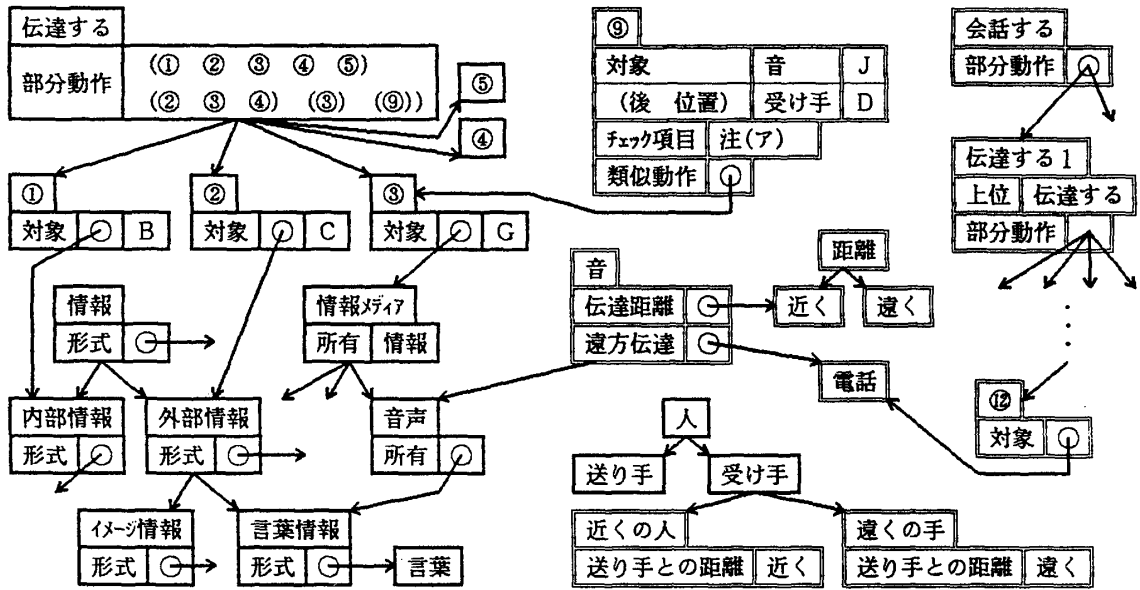 伝達する
部分動作
(① ② ③ ④ ⑤)
(② ③ ④) (③) (⑨))
⑤
④
①
対象 B
②
対象 C
③
対象 G
⑨
対象 音 J
(後 位置) 受け手 D
チェック項目 注(ア)
類似動作
会話する
部分動作
伝達する1
上位 伝達する
部分動作
情報
形式
情報メディア
所有 情報
音
伝達距離
遠方伝達
距離
近く
遠く
電話
⑫
対象
内部情報
形式
外部情報
形式
音声
所有
人
送り手
受け手
イメージ情報
形式
言葉情報
形式
言葉
近くの人
送り手との距離 近く
遠くの手
送り手との距離 遠く